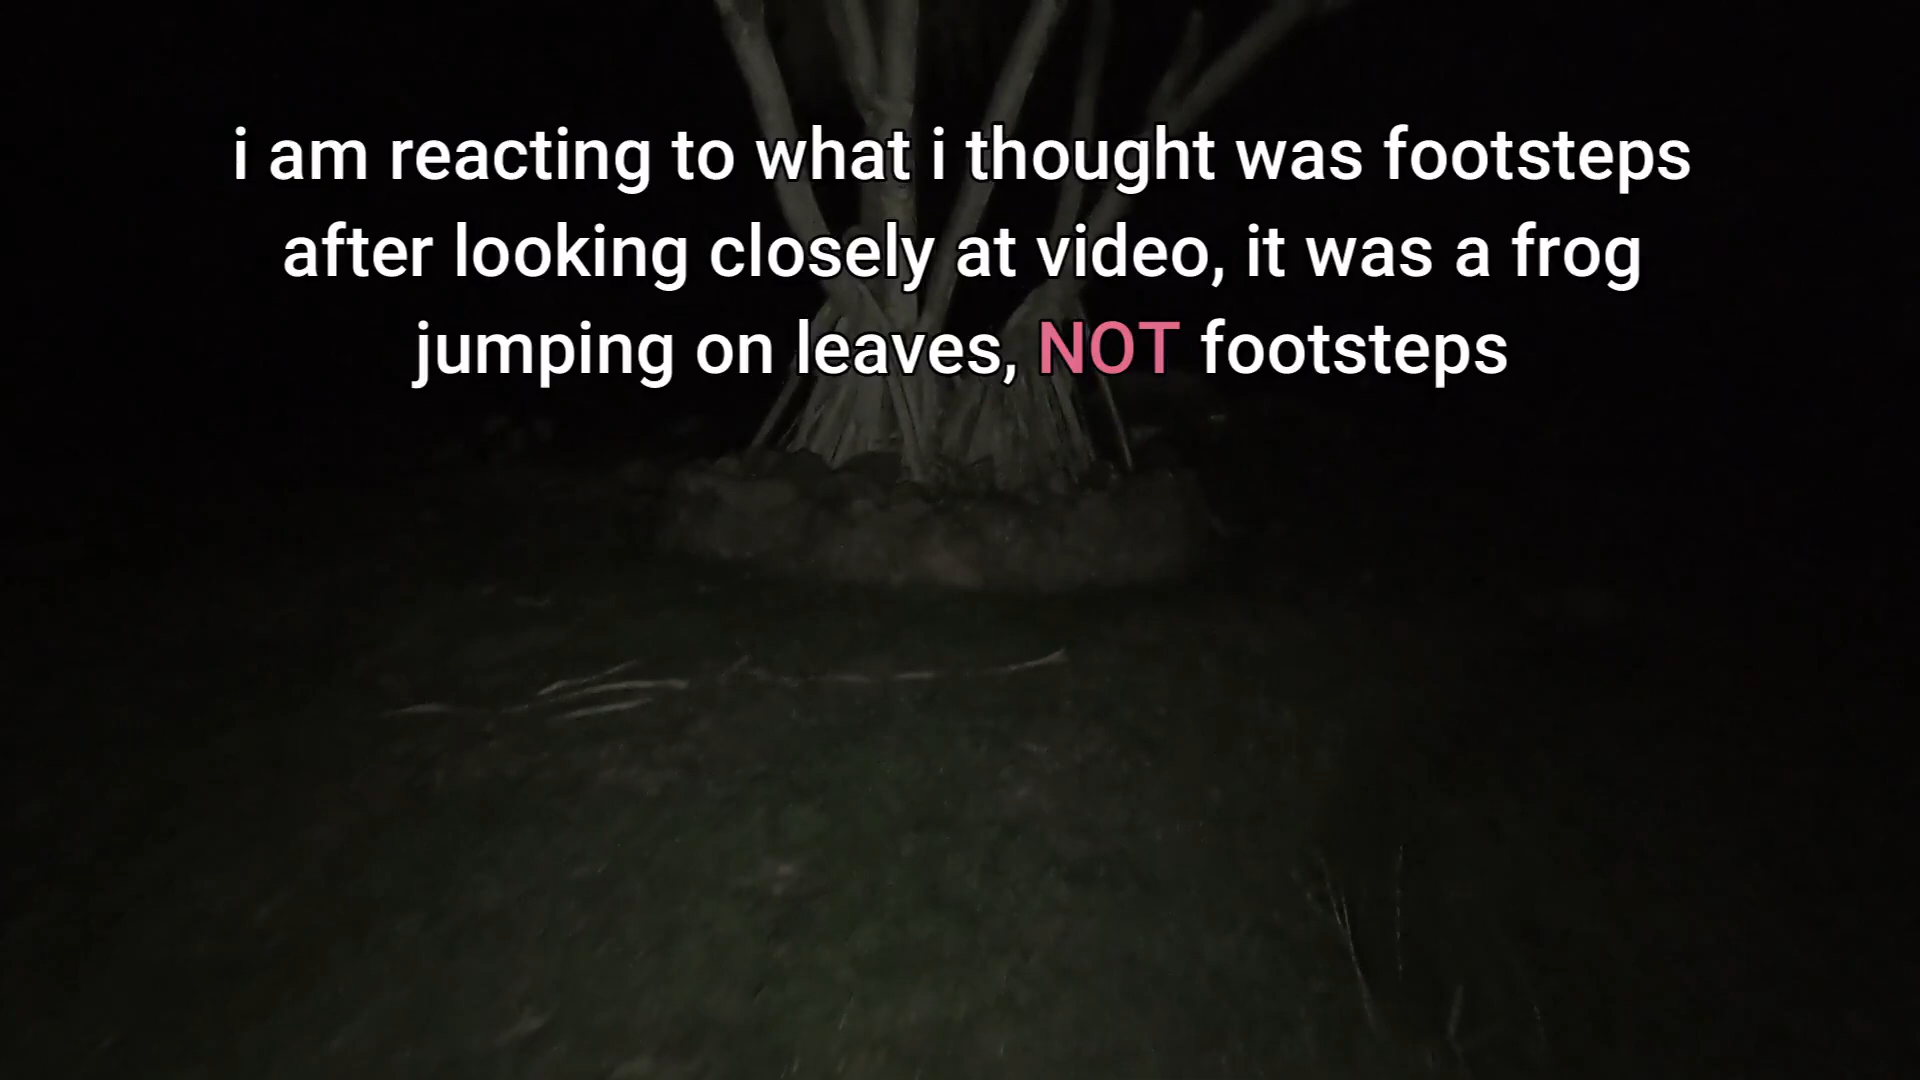 i am reacting to what i thought was footsteps
after looking closely at video, it was a frog
jumping on leaves, NOT footsteps